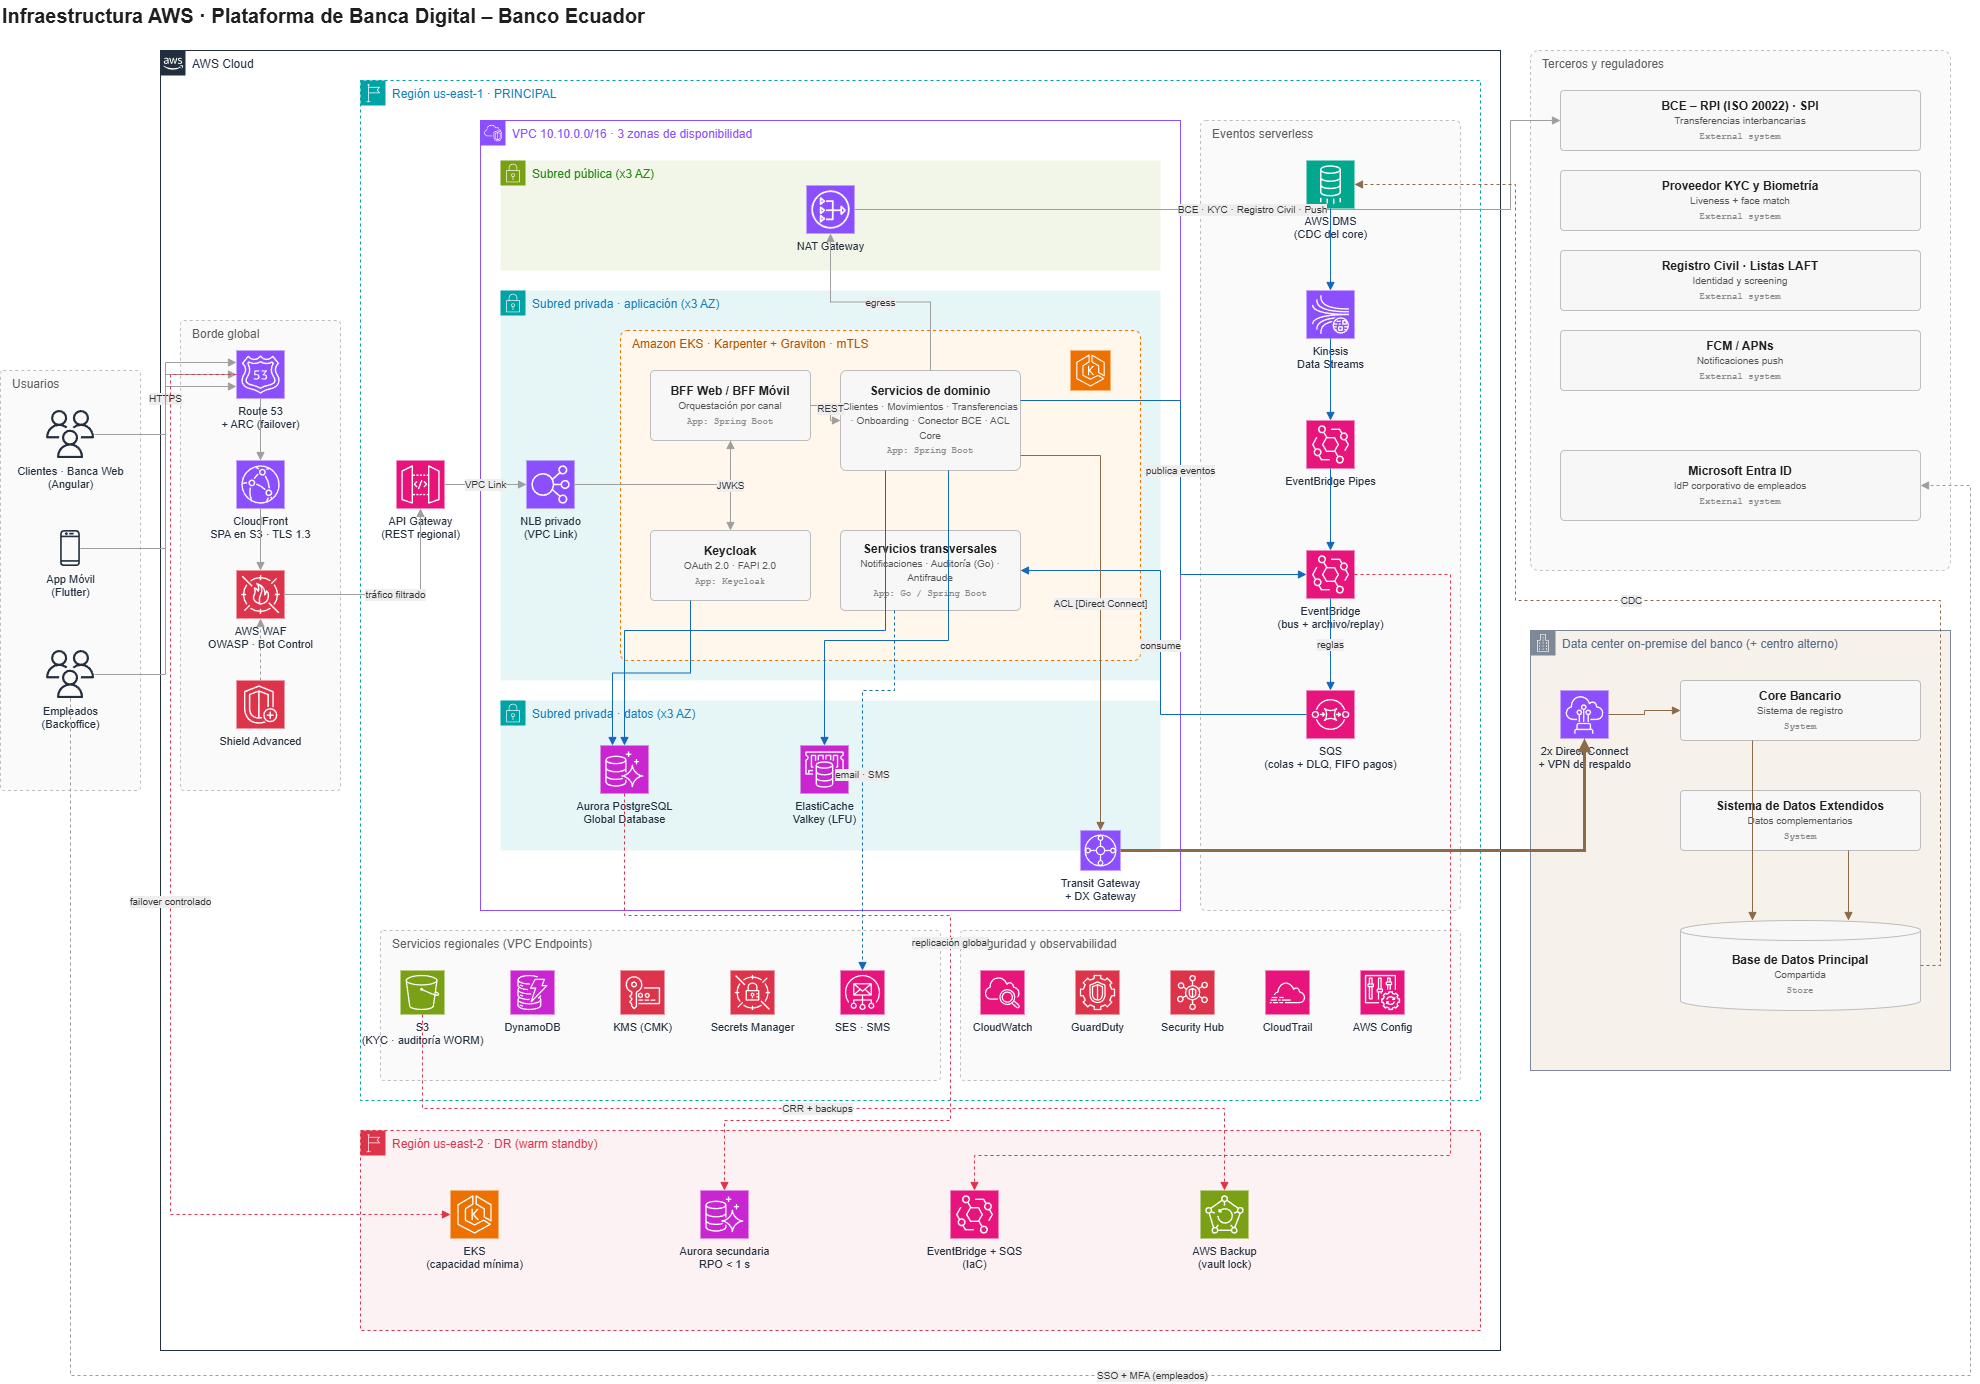 Infraestructura AWS · Plataforma de Banca Digital – Banco Ecuador
aws
AWS Cloud
Región us-east-1 · PRINCIPAL
VPC 10.10.0.0/16 · 3 zonas de disponibilidad
Subred pública (x3 AZ)
NAT Gateway
BCE · KYC · Registro Civil · Push
egress
Subred privada · aplicación (x3 AZ)
Amazon EKS · Karpenter + Graviton · mTLS
BFF Web / BFF Móvil
Orquestación por canal
App: Spring Boot
REST
Servicios de dominio
Clientes · Movimientos · Transferencias
· Onboarding · Conector BCE · ACL
Core
App: Spring Boot
JWKS
Keycloak
OAuth 2.0 · FAPI 2.0
App: Keycloak
Servicios transversales
Notificaciones · Auditoría (Go) ·
Antifraude
App: Go / Spring Boot
ACL [Direct Connect]
publica eventos
consume
Subred privada · datos (x3 AZ)
Aurora PostgreSQL
Global Database
ElastiCache
Valkey (LFU)
email · SMS
Transit Gateway
+ DX Gateway
Usuarios
Clientes · Banca Web
(Angular)
App Móvil
(Flutter)
Empleados
(Backoffice)
HTTPS
Borde global
53
Route 53
+ ARC (failover)
CloudFront
SPA en S3 · TLS 1.3
AWS WAF
OWASP · Bot Control
Shield Advanced
tráfico filtrado
API Gateway
(REST regional)
VPC Link
NLB privado
(VPC Link)
Eventos serverless
AWS DMS
(CDC del core)
Kinesis
Data Streams
EventBridge Pipes
EventBridge
(bus + archivo/replay)
reglas
SQS
(colas + DLQ, FIFO pagos)
Terceros y reguladores
BCE – RPI (ISO 20022) · SPI
Transferencias interbancarias
External system
Proveedor KYC y Biometría
Liveness + face match
External system
Registro Civil · Listas LAFT
Identidad y screening
External system
FCM / APNs
Notificaciones push
External system
Microsoft Entra ID
IdP corporativo de empleados
External system
CDC
Data center on-premise del banco (+ centro alterno)
2x Direct Connect
+ VPN de respaldo
Core Bancario
Sistema de registro
System
Sistema de Datos Extendidos
Datos complementarios
System
Base de Datos Principal
Compartida
Store
failover controlado
Servicios regionales (VPC Endpoints)
S3
(KYC · auditoría WORM)
DynamoDB
KMS (CMK)
Secrets Manager
SES · SMS
replicación global
guridad y observabilidad
CloudWatch
GuardDuty
Security Hub
CloudTrail
AWS Config
CRR + backups
Región us-east-2 · DR (warm standby)
EKS
(capacidad mínima)
Aurora secundaria
RPO < 1 s
EventBridge + SQS
(IaC)
AWS Backup
(vault lock)
SSO + MFA (empleados)